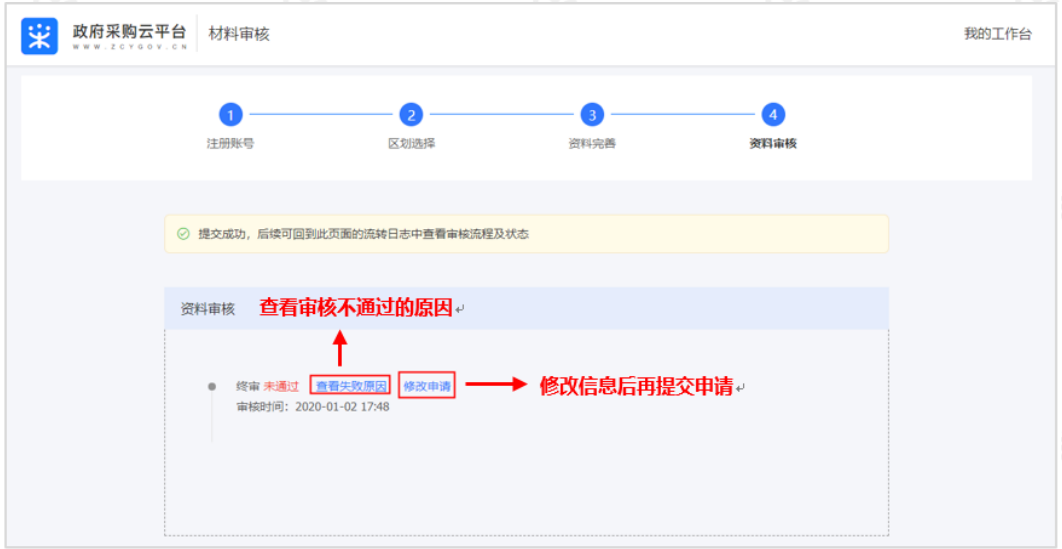 政府采购云平台 材料审核 我的工作台
WWW.ZCYGOV.CN
1 2 3 4
注册账号 区划选择 资料完善 资料审核
提交成功，后续可回到此页面的流转日志中查看审核流程及状态
资料审核 查看审核不通过的原因↵
终审 未通过 查看失败原因 修改申请 修改信息后再提交申请↵
审核时间：2020-01-02 17:48